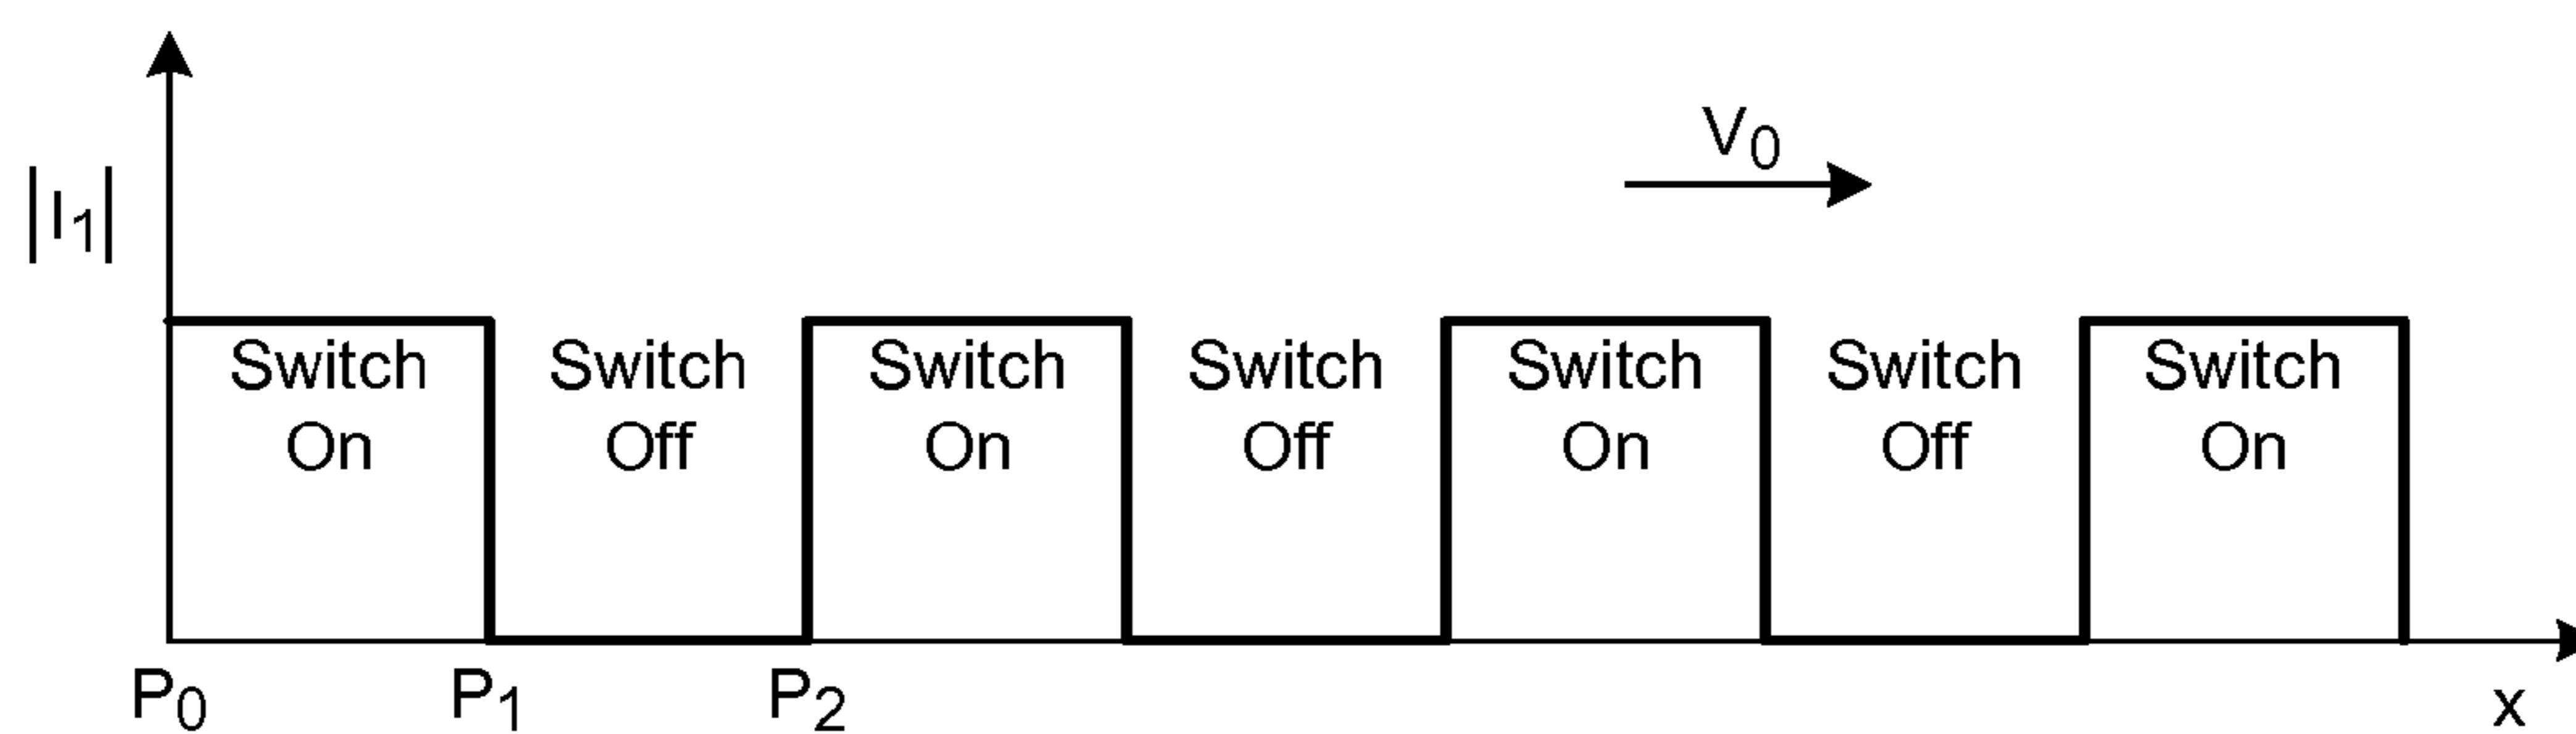 V0
|I1|
Switch On
Switch Off
Switch On
Switch Off
Switch On
Switch Off
Switch On
P0
P1
P2
x